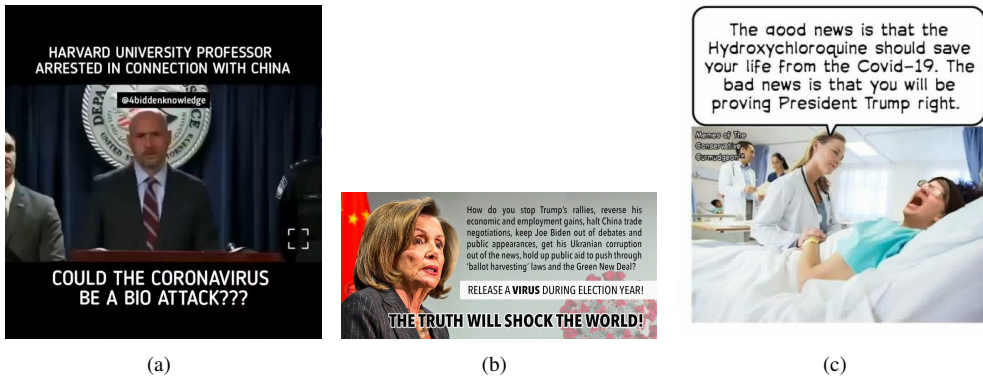 HARVARD UNIVERSITY PROFESSOR
ARRESTED IN CONNECTION WITH CHINA
@4biddenknowledge
COULD THE CORONAVIRUS
BE A BIO ATTACK???
(a)
How do you stop Trump's rallies, reverse his
economic and employment gains, halt China trade
negotiations, keep Joe Biden out of debates and
public appearances, get his Ukranian corruption
out of the news, hold up public aid to push through
'ballot harvesting' laws and the Green New Deal?
RELEASE A VIRUS DURING ELECTION YEAR!
THE TRUTH WILL SHOCK THE WORLD!
(b)
The good news is that the
Hydroxychloroquine should save
your life from the Covid-19. The
bad news is that you will be
proving President Trump right.
Memes of The
Conservative
Curmudgeon
(c)